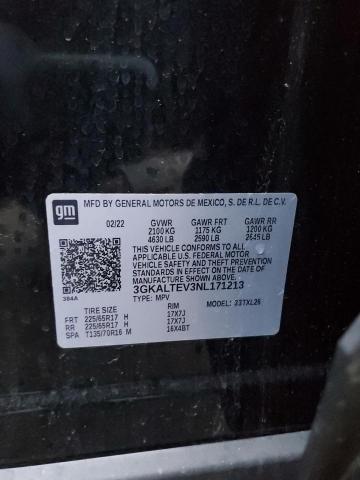 gm
MFD BY GENERAL MOTORS DE MEXICO, S. DE R.L. DE C.V.
02/22 GVWR GAWR FRT GAWR RR
2100 KG 1175 KG 1200 KG
4630 LB 2590 LB 2645 LB
THIS VEHICLE CONFORMS TO ALL
APPLICABLE U.S. FEDERAL MOTOR VEHICLE
SAFETY, BUMPER, AND THEFT PREVENTION
STANDARDS IN EFFECT ON THE DATE OF
MANUFACTURE SHOWN ABOVE.
3GKALTEV3NL171213
384A TYPE: MPV
TIRE SIZE RIM MODEL: 33TXL26
FRT 225/65R17 H 17X7J
RR 225/65R17 H 17X7J
SPA T135/70R16 M 16X4BT